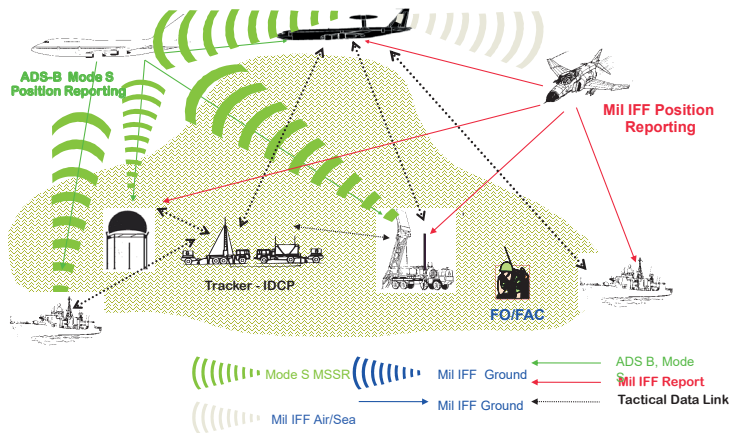 ADS-B Mode S
Position Reporting
Mil IFF Position
Reporting
Tracker - IDCP
FO/FAC
Mode S MSSR
Mil IFF Ground
ADS B, Mode
S
Mil IFF Report
Mil IFF Air/Sea
Mil IFF Ground
Tactical Data Link